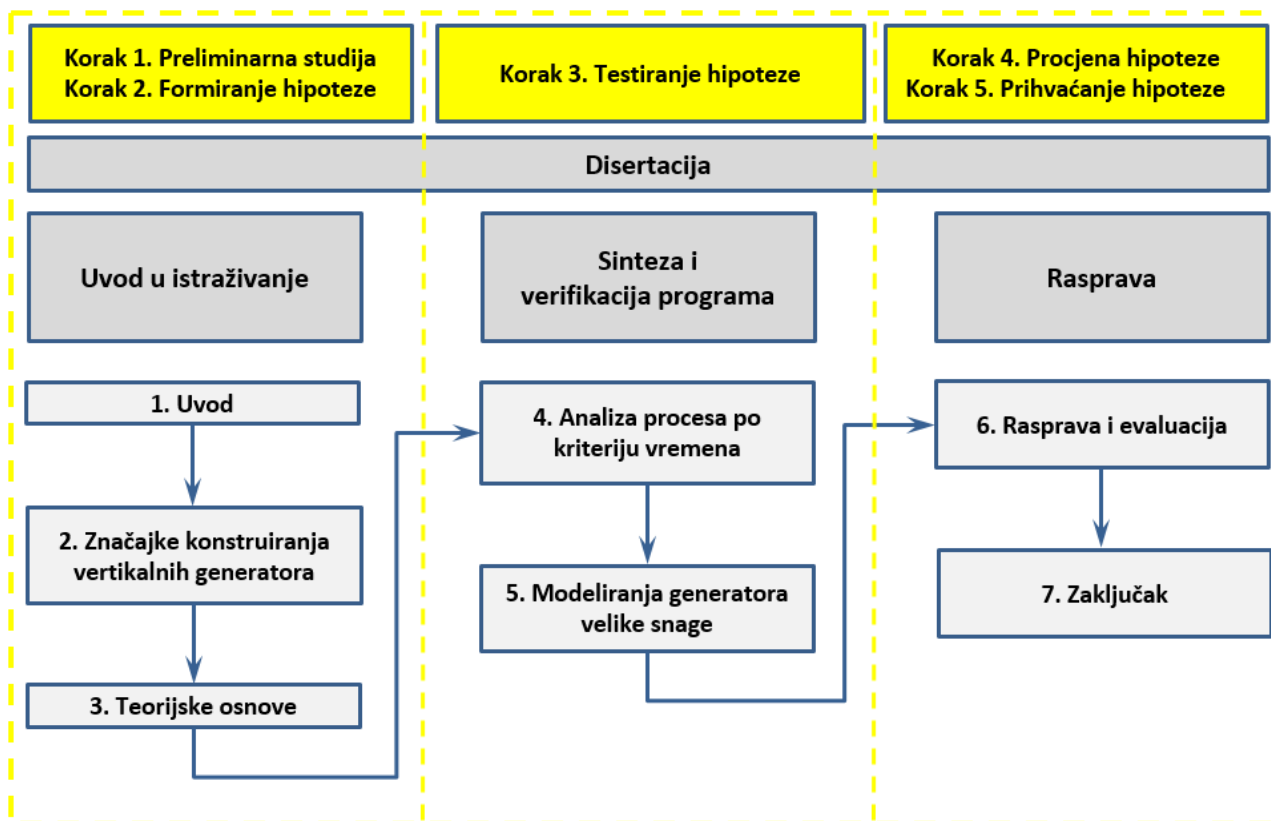 Korak 1. Preliminarna studija
Korak 2. Formiranje hipoteze
Korak 3. Testiranje hipoteze
Korak 4. Procjena hipoteze
Korak 5. Prihvaćanje hipoteze
Disertacija
Uvod u istraživanje
Sinteza i
verifikacija programa
Rasprava
1. Uvod
2. Značajke konstruiranja
vertikalnih generatora
3. Teorijske osnove
4. Analiza procesa po
kriteriju vremena
5. Modeliranja generatora
velike snage
6. Rasprava i evaluacija
7. Zaključak